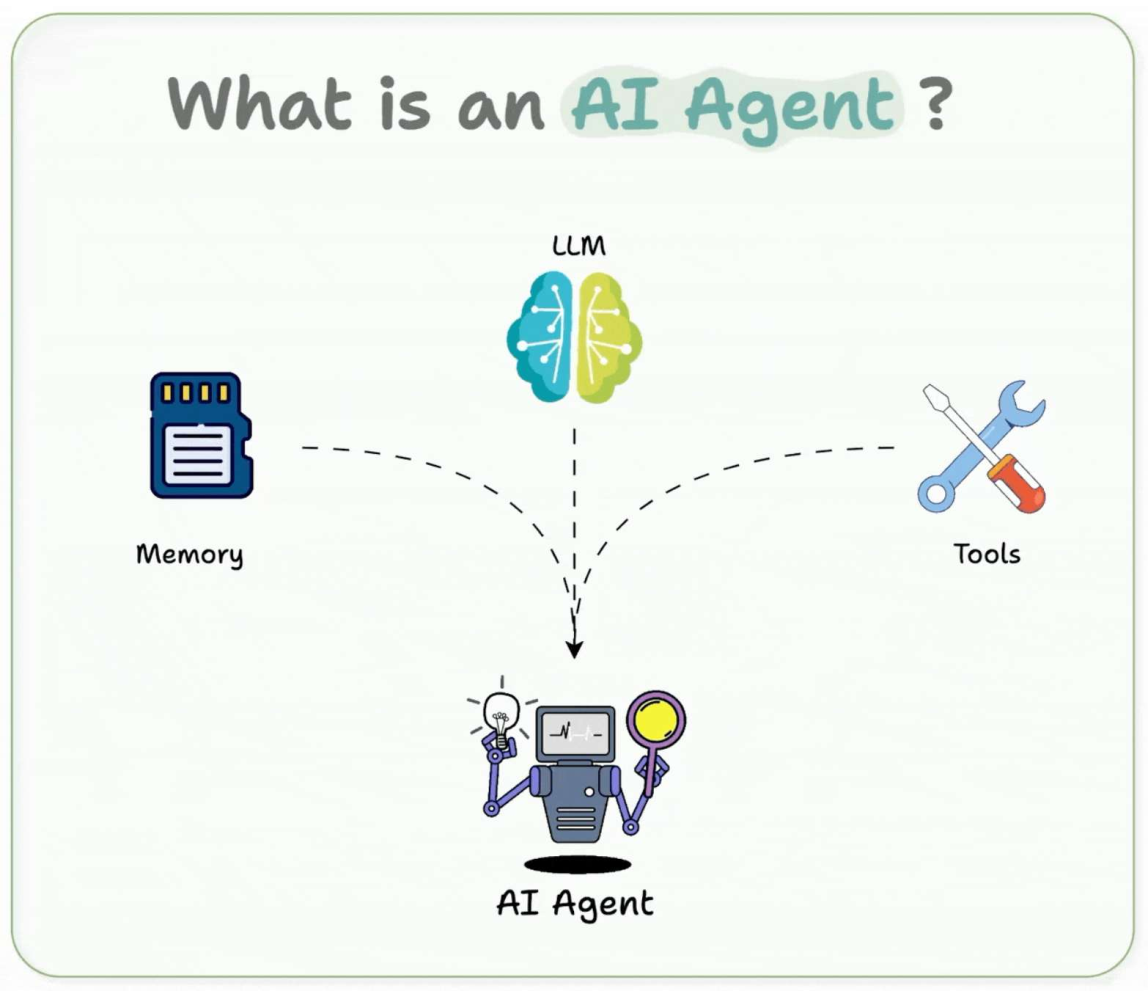 What is an AI Agent ?
LLM
Memory
Tools
AI Agent